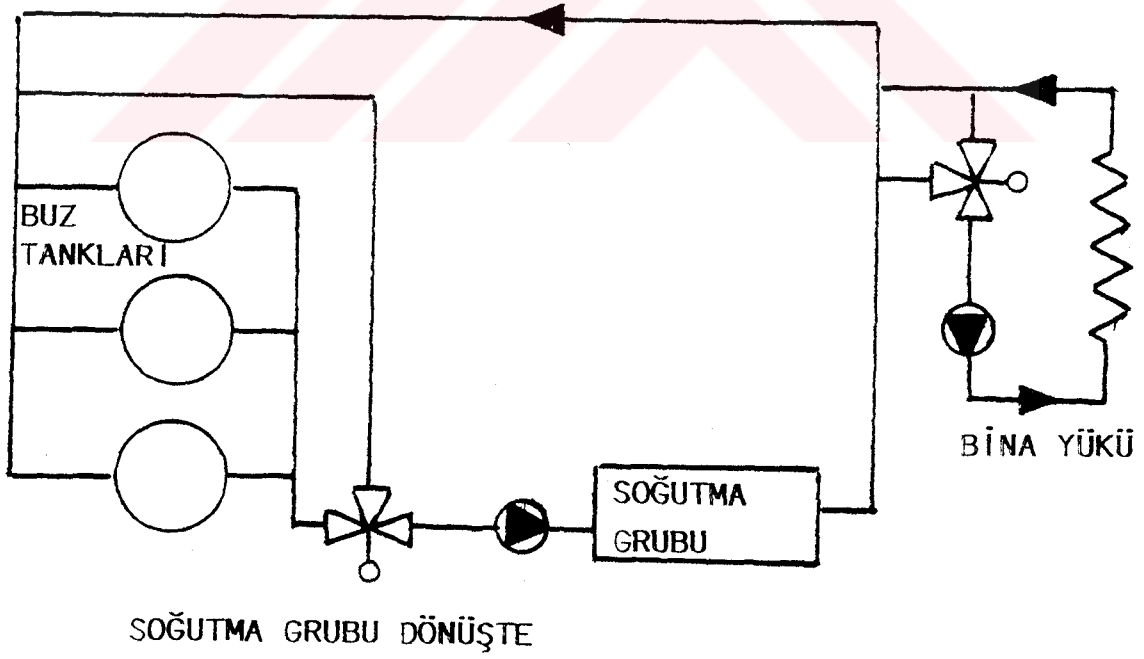 BUZ
TANKLARI
SOĞUTMA
GRUBU
BİNA YÜKÜ
SOĞUTMA GRUBU DÖNÜŞTE